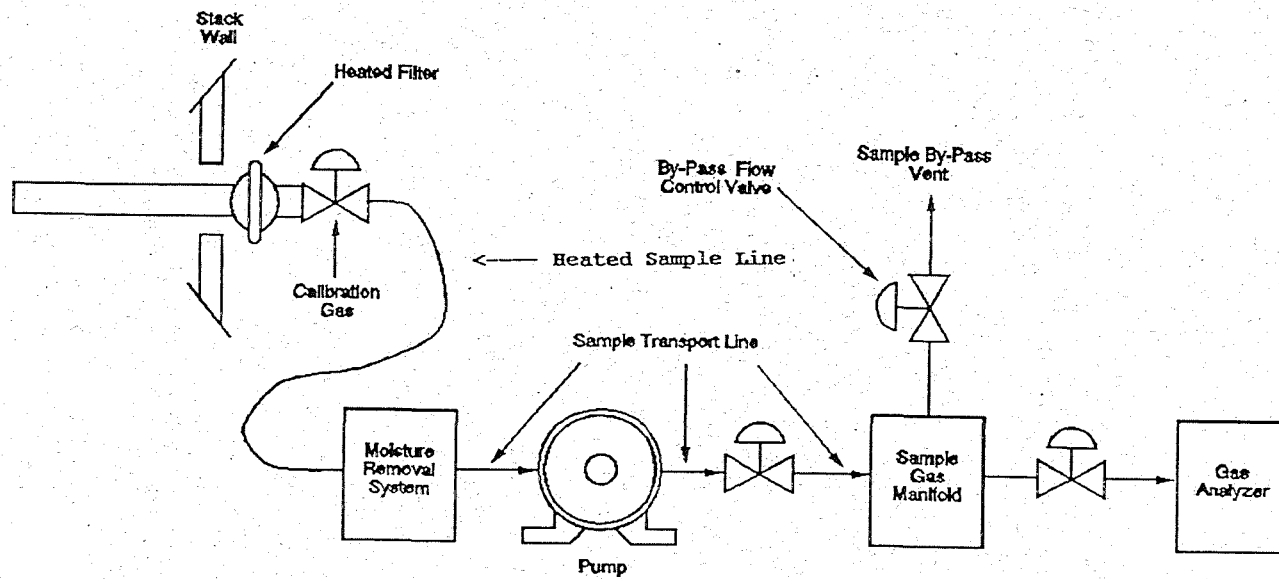 Stack
Wall
Heated Filter
By-Pass Flow
Control Valve
Sample By-Pass
Vent
<—— Heated Sample Line
Calibration
Gas
Sample Transport Line
Moisture
Removal
System
Sample
Gas
Manifold
Gas
Analyzer
Pump